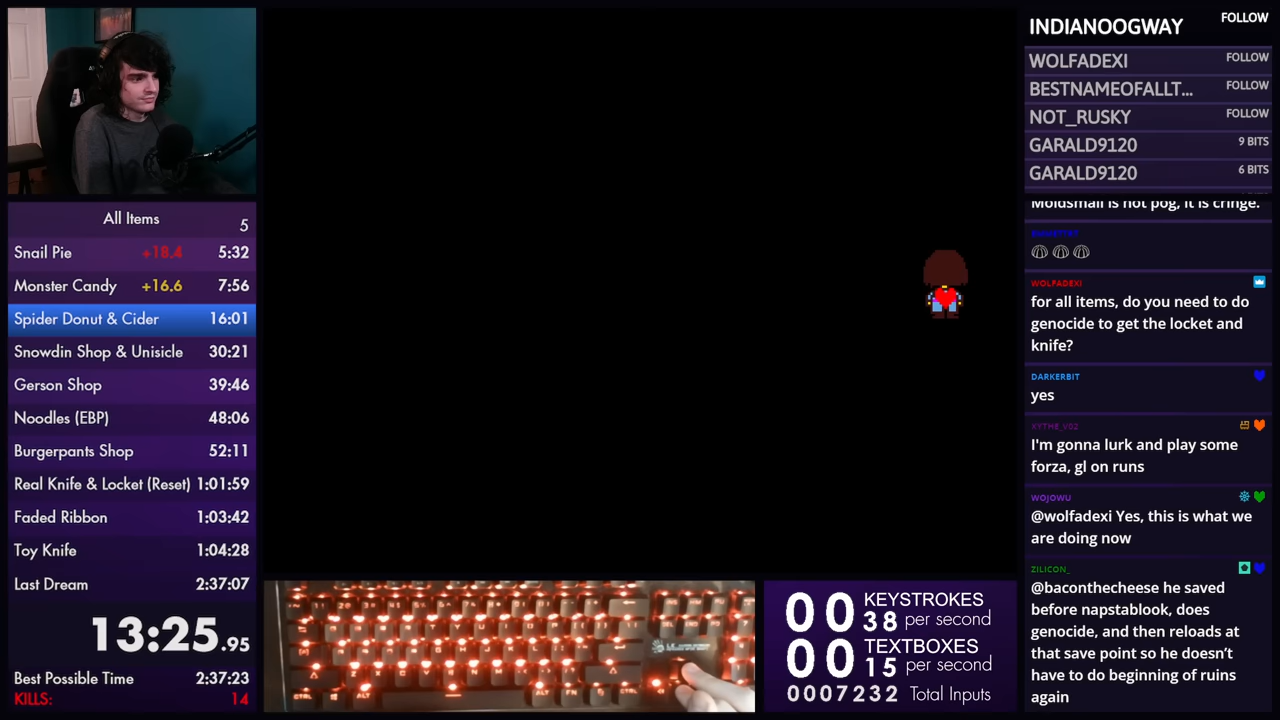 All Items 5
Snail Pie +18.4 5:32
Monster Candy +16.6 7:56
Spider Donut & Cider 16:01
Snowdin Shop & Unisicle 30:21
Gerson Shop 39:46
Noodles (EBP) 48:06
Burgerpants Shop 52:11
Real Knife & Locket (Reset) 1:01:59
Faded Ribbon 1:03:42
Toy Knife 1:04:28
Last Dream 2:37:07
13:25.95
Best Possible Time 2:37:23
KILLS: 14
00 38 KEYSTROKES per second
00 15 TEXTBOXES per second
0007232 Total Inputs
INDIANOOGWAY FOLLOW
WOLFADEXI FOLLOW
BESTNAMEOFALLT... FOLLOW
NOT_RUSKY FOLLOW
GARALD9120 9 BITS
GARALD9120 6 BITS
Moldsmall is not pog, it is cringe.
WOLFADEXI
for all items, do you need to do
genocide to get the locket and
knife?
DARKERBIT
yes
XYTHE_V02
I'm gonna lurk and play some
forza, gl on runs
WOJOWU
@wolfadexi Yes, this is what we
are doing now
ZILICON_
@baconthecheese he saved
before napstablook, does
genocide, and then reloads at
that save point so he doesn't
have to do beginning of ruins
again